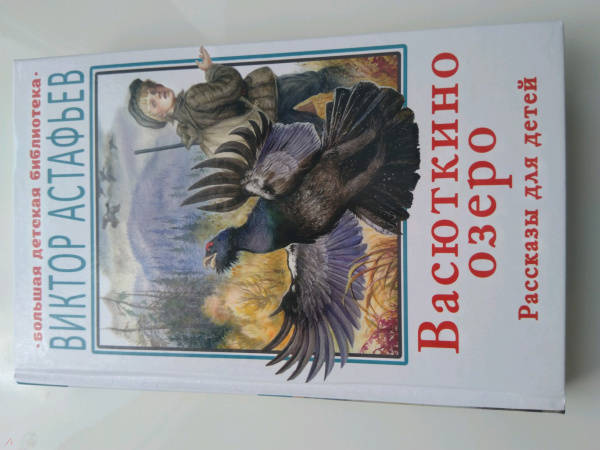 •БОЛЬШАЯ ДЕТСКАЯ БИБЛИОТЕКА•
ВИКТОР АСТАФЬЕВ
Васюткино
озеро
Рассказы для детей